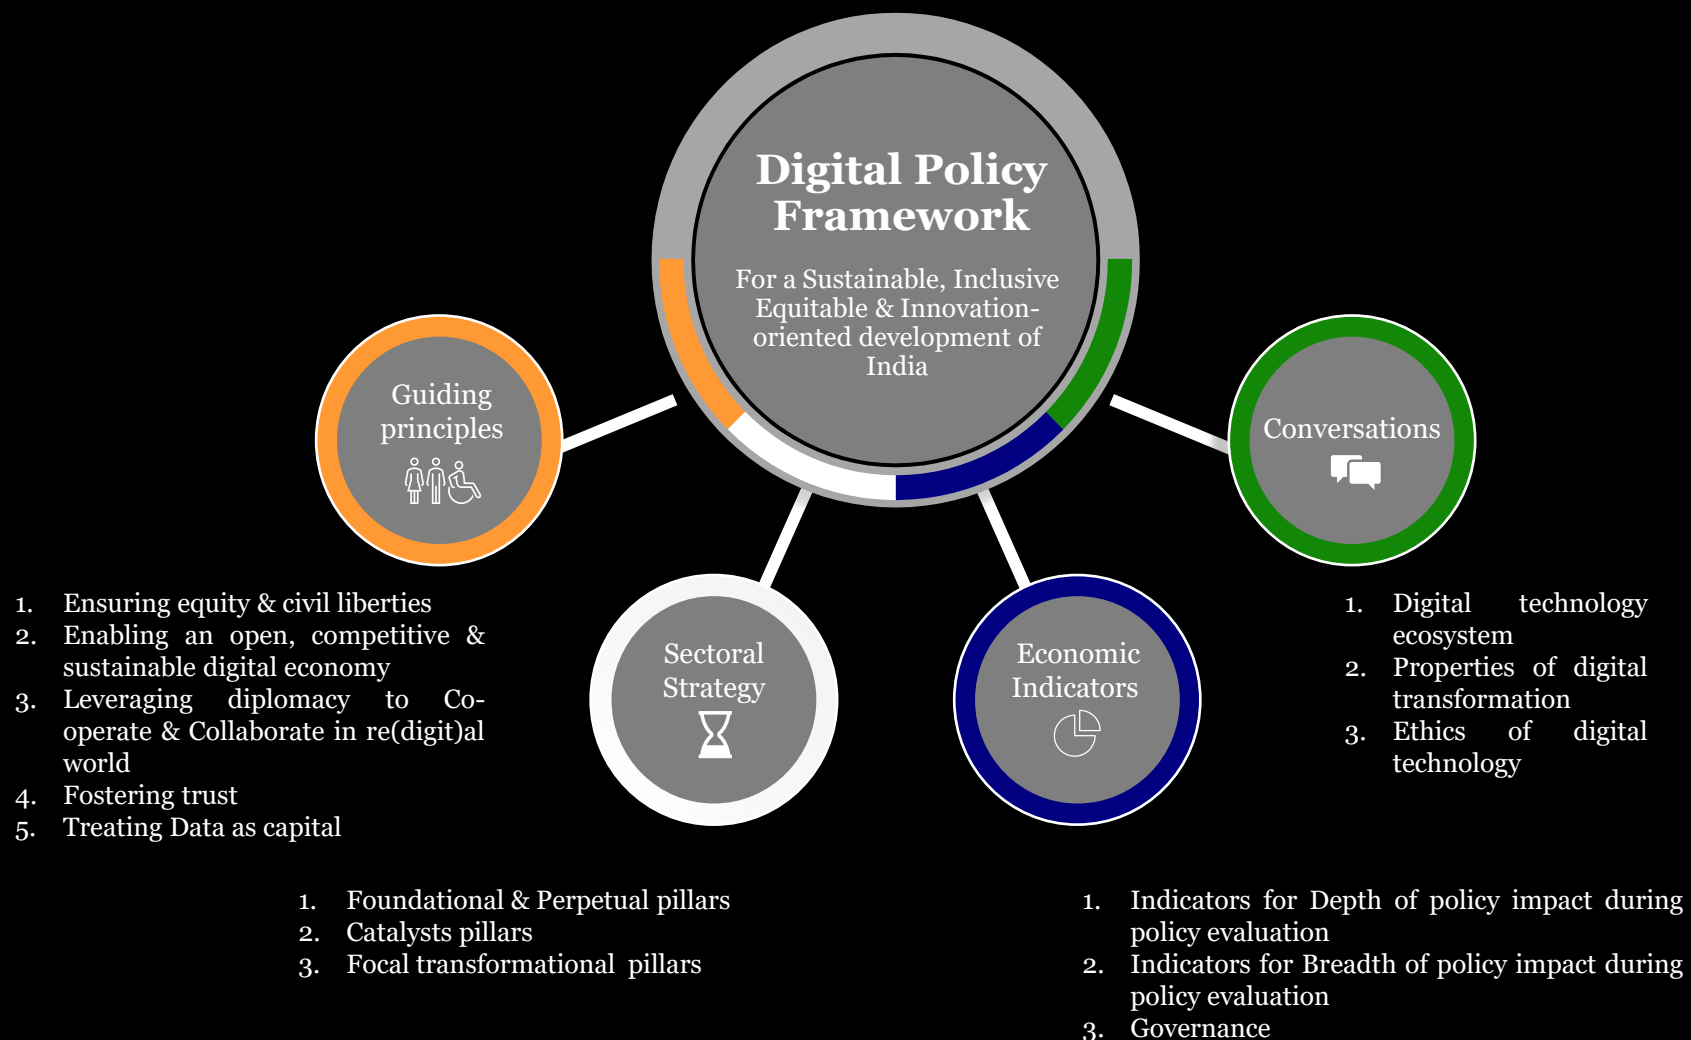 Digital Policy
Framework
For a Sustainable, Inclusive
Equitable & Innovation-
oriented development of
India
Guiding
principles
Conversations
Sectoral
Strategy
Economic
Indicators
1. Ensuring equity & civil liberties
2. Enabling an open, competitive &
sustainable digital economy
3. Leveraging diplomacy to Co-
operate & Collaborate in re(digit)al
world
4. Fostering trust
5. Treating Data as capital
1. Digital technology
ecosystem
2. Properties of digital
transformation
3. Ethics of digital
technology
1. Foundational & Perpetual pillars
2. Catalysts pillars
3. Focal transformational pillars
1. Indicators for Depth of policy impact during
policy evaluation
2. Indicators for Breadth of policy impact during
policy evaluation
3. Governance